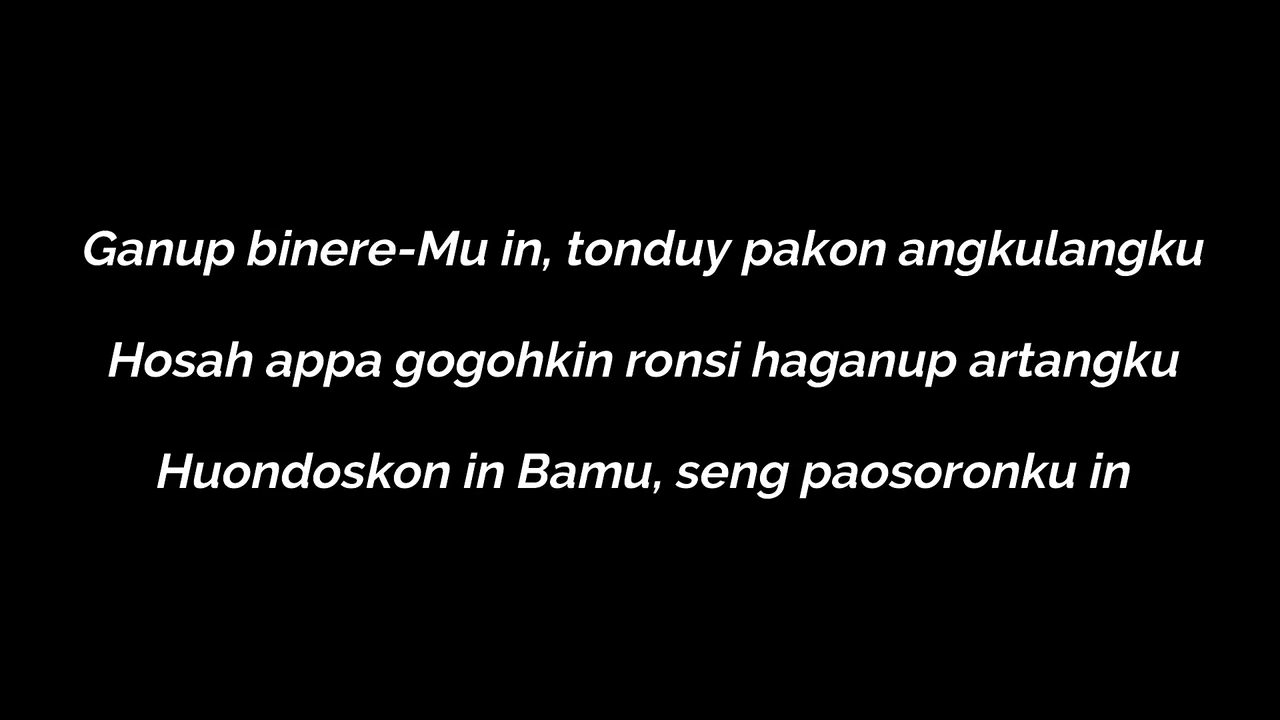 Ganup binere-Mu in, tonduy pakon angkulangku
Hosah appa gogohkin ronsi haganup artangku
Huondoskon in Bamu, seng paosoronku in